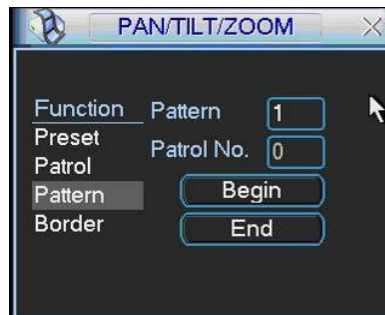 PAN/TILT/ZOOM
Function
Pattern 1
Preset
Patrol No. 0
Patrol
Pattern
Begin
Border
End